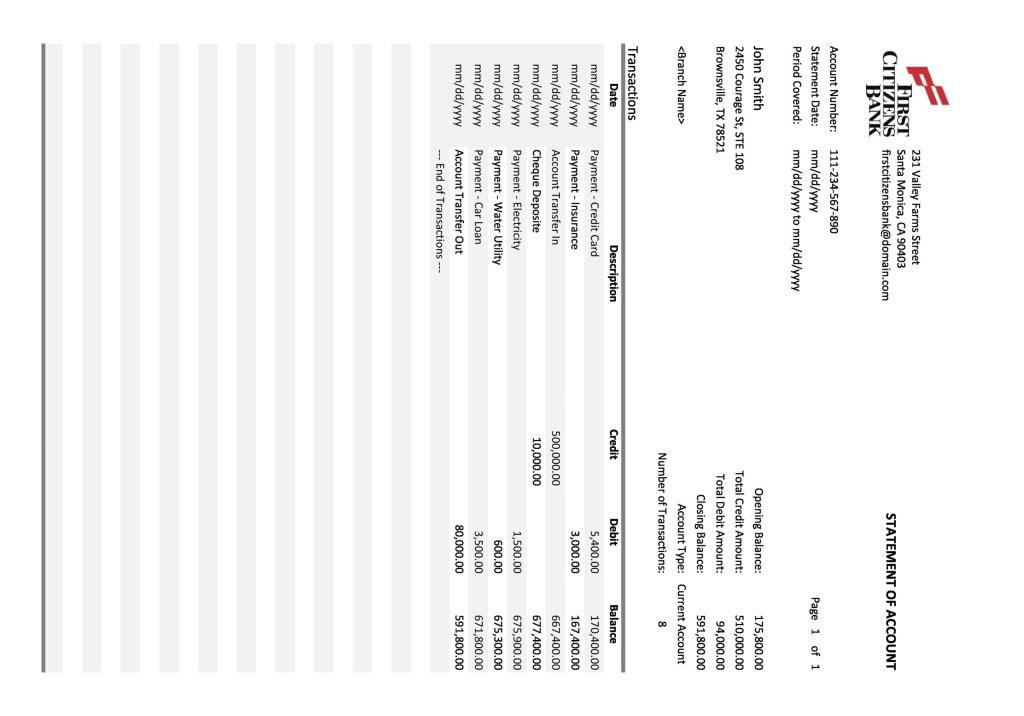 FIRST
CITIZENS
BANK
231 Valley Farms Street
Santa Monica, CA 90403
firstcitizensbank@domain.com
STATEMENT OF ACCOUNT
Account Number: 111-234-567-890
Statement Date: mm/dd/yyyy
Period Covered: mm/dd/yyyy to mm/dd/yyyy
Page 1 of 1
John Smith
2450 Courage St, STE 108
Brownsville, TX 78521
<Branch Name>
Opening Balance: 175,800.00
Total Credit Amount: 510,000.00
Total Debit Amount: 94,000.00
Closing Balance: 591,800.00
Account Type: Current Account
Number of Transactions: 8
Transactions
Date Description Credit Debit Balance
mm/dd/yyyy Payment - Credit Card 5,400.00 170,400.00
mm/dd/yyyy Payment - Insurance 3,000.00 167,400.00
mm/dd/yyyy Account Transfer In 500,000.00 667,400.00
mm/dd/yyyy Cheque Deposite 10,000.00 677,400.00
mm/dd/yyyy Payment - Electricity 1,500.00 675,900.00
mm/dd/yyyy Payment - Water Utility 600.00 675,300.00
mm/dd/yyyy Payment - Car Loan 3,500.00 671,800.00
mm/dd/yyyy Account Transfer Out 80,000.00 591,800.00
--- End of Transactions ---